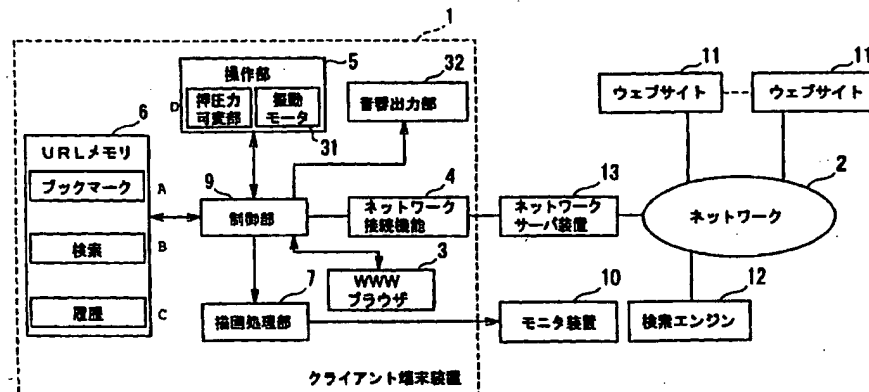 1
5
操作部
D
押圧力
可変部
振動
モータ
31
32
音響出力部
11
ウェブサイト
11
ウェブサイト
6
URLメモリ
ブックマーク
A
検索
B
履歴
C
9
制御部
4
ネットワーク
接続機能
13
ネットワーク
サーバ装置
2
ネットワーク
3
WWW
ブラウザ
7
描画処理部
10
モニタ装置
12
検索エンジン
クライアント端末装置